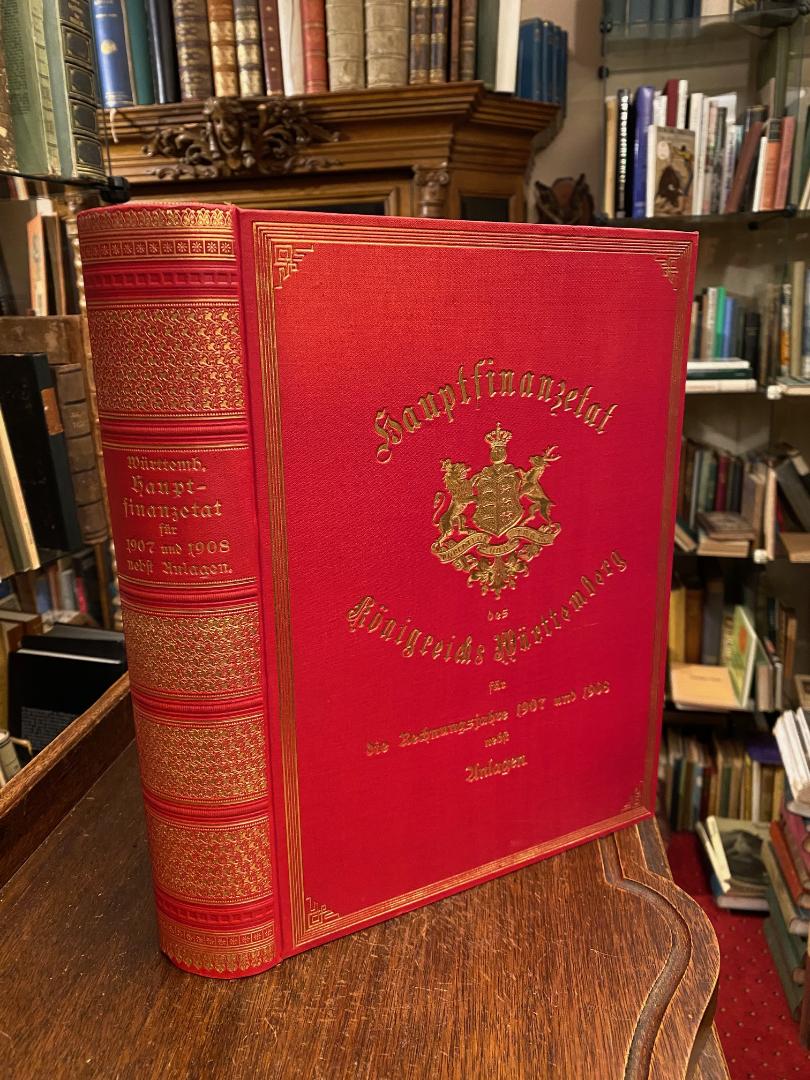 Württemb.
Haupt-
finanzetat
für
1907 und 1908
nebst Anlagen.
Hauptfinanzetat
des
Königreichs Württemberg
für
die Rechnungsjahre 1907 und 1908
nebst
Anlagen